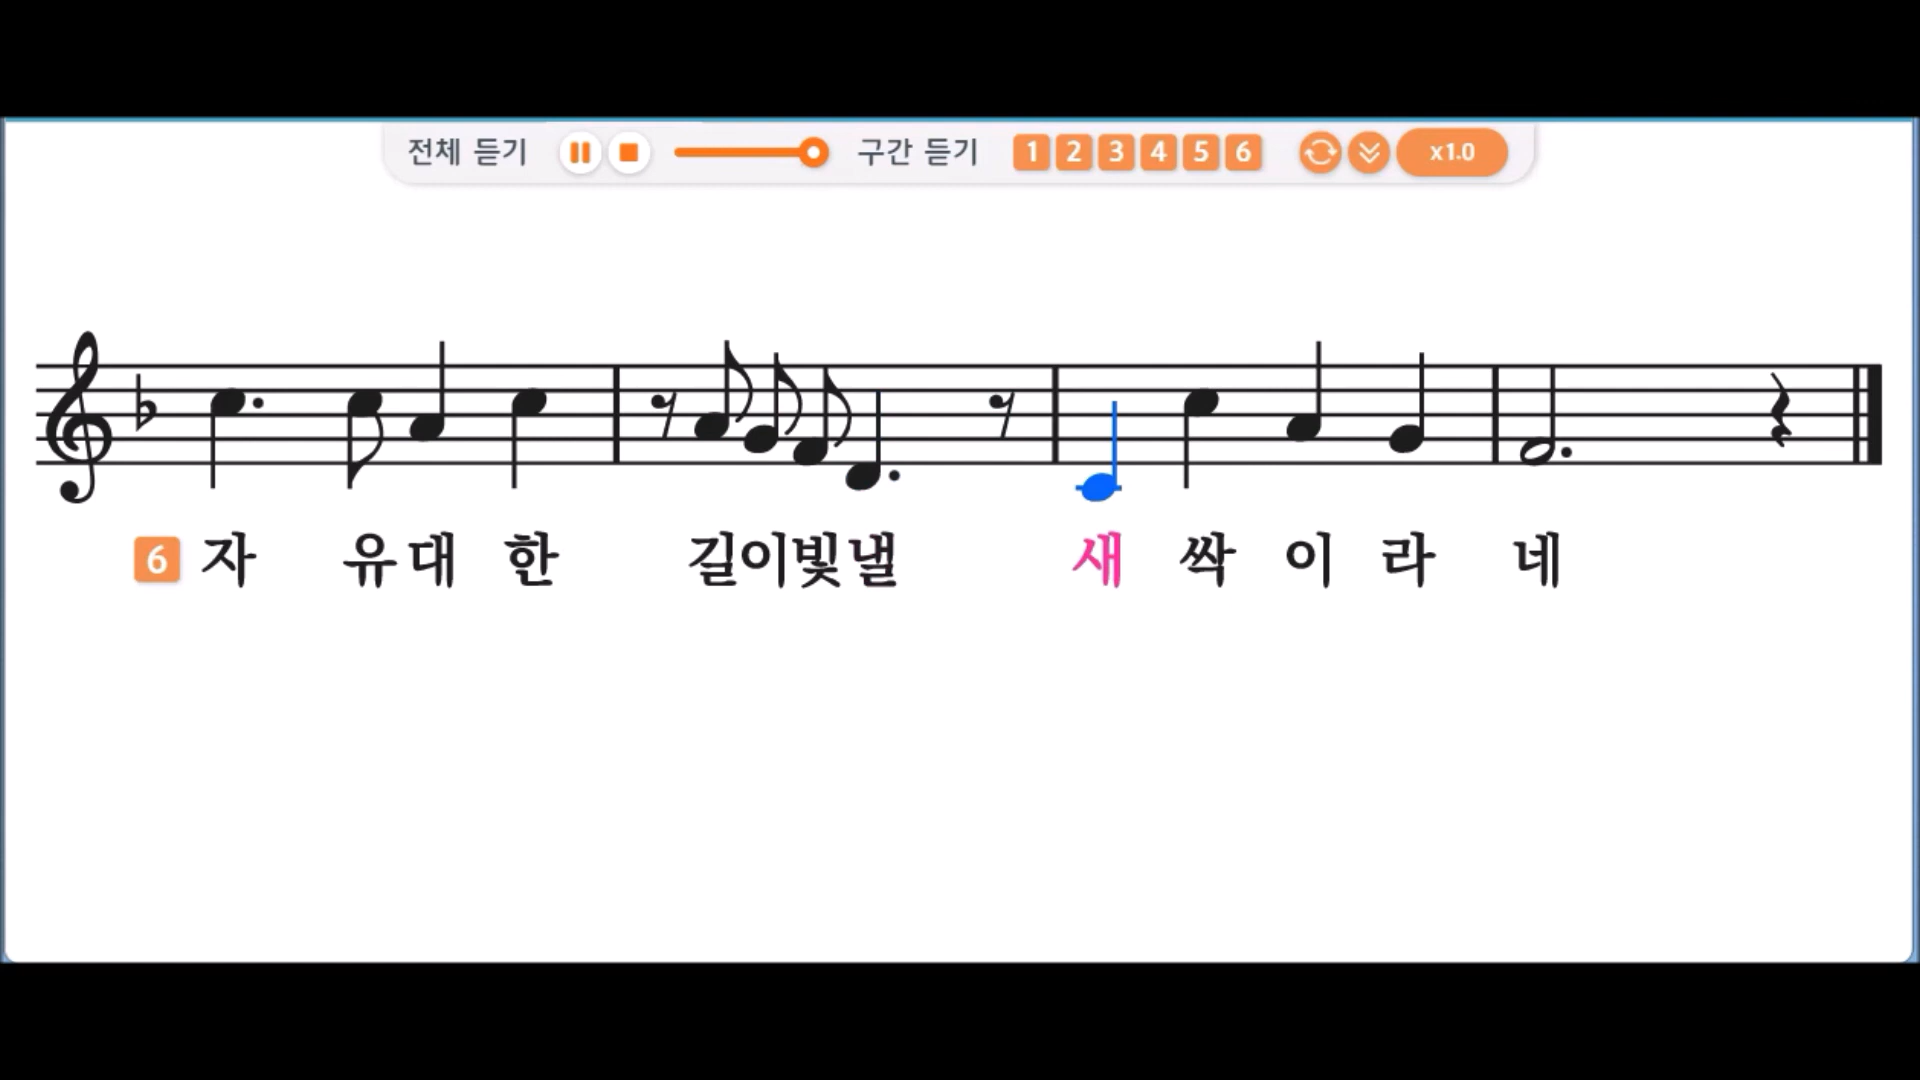 전체 듣기 구간 듣기 1 2 3 4 5 6 x1.0
6 자 유대 한 길이빛낼 새 싹 이 라 네